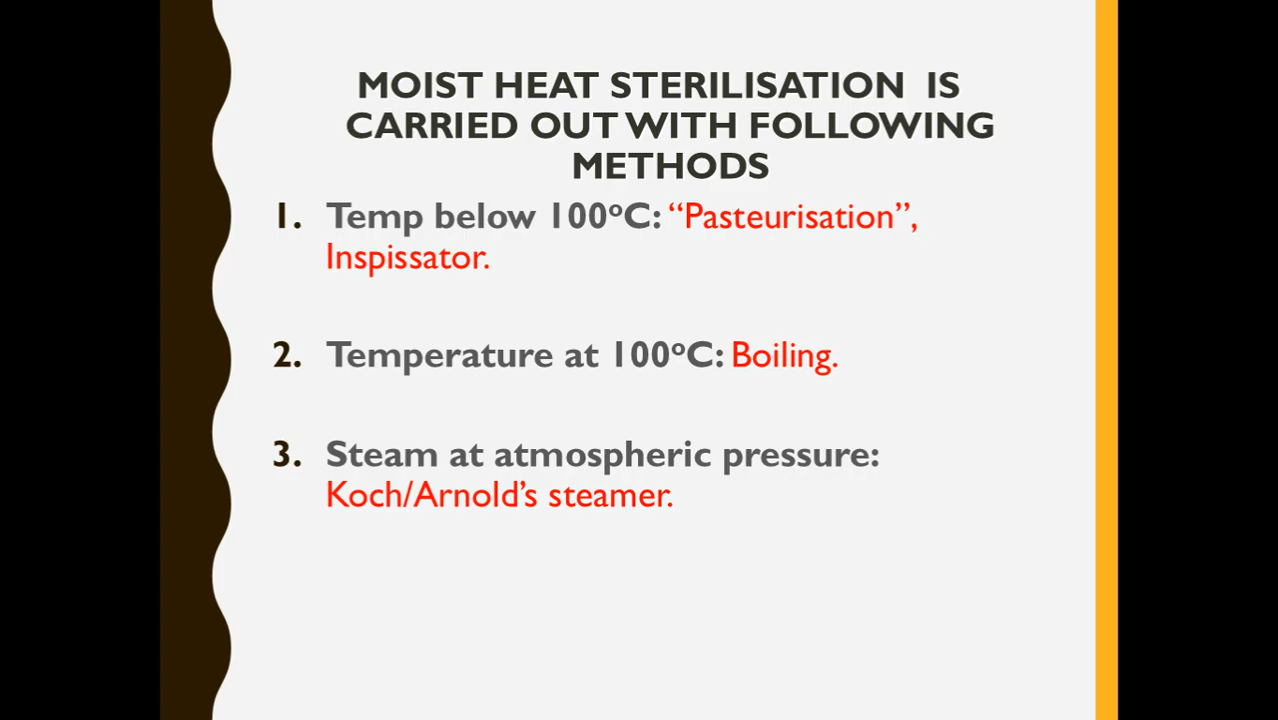 MOIST HEAT STERILISATION IS
CARRIED OUT WITH FOLLOWING
METHODS
1. Temp below 100ºC: “Pasteurisation”,
Inspissator.
2. Temperature at 100ºC: Boiling.
3. Steam at atmospheric pressure:
Koch/Arnold’s steamer.